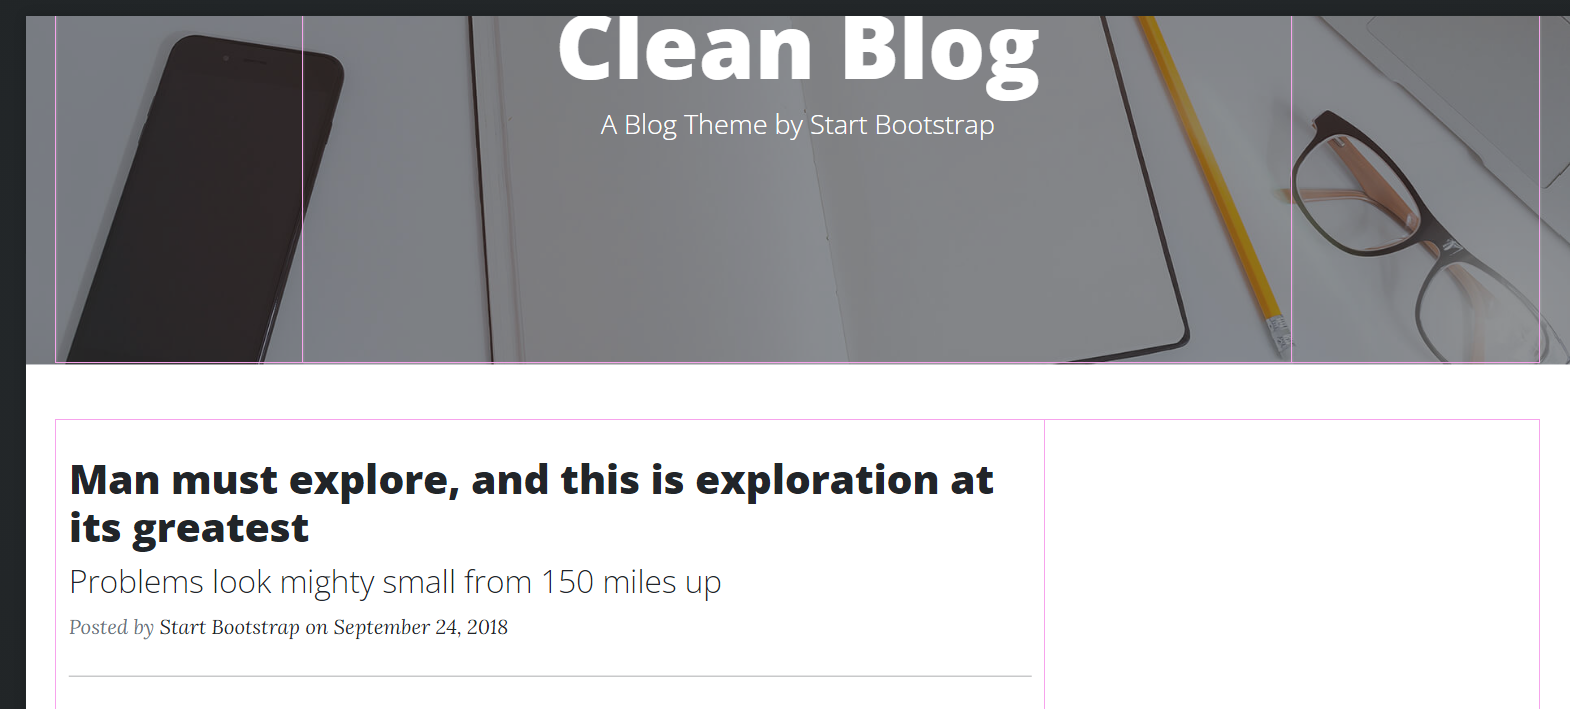 Clean Blog
A Blog Theme by Start Bootstrap
Man must explore, and this is exploration at
its greatest
Problems look mighty small from 150 miles up
Posted by Start Bootstrap on September 24, 2018